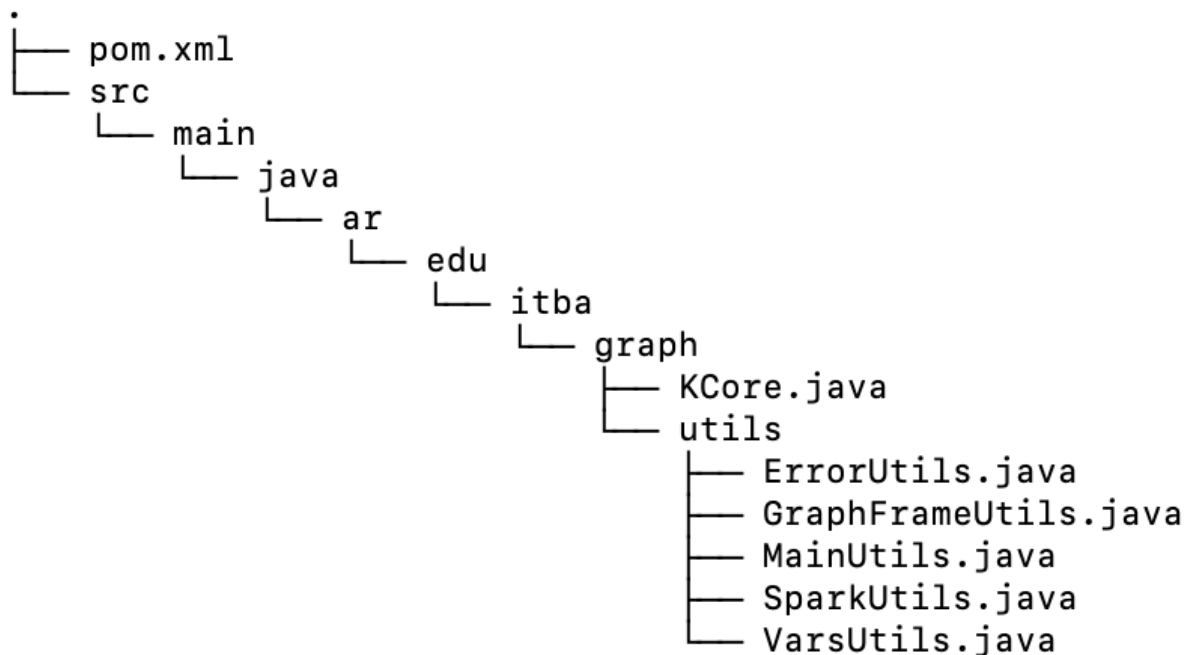 .
├── pom.xml
└── src
    └── main
        └── java
            └── ar
                └── edu
                    └── itba
                        └── graph
                            ├── KCore.java
                            └── utils
                                ├── ErrorUtils.java
                                ├── GraphFrameUtils.java
                                ├── MainUtils.java
                                ├── SparkUtils.java
                                └── VarsUtils.java